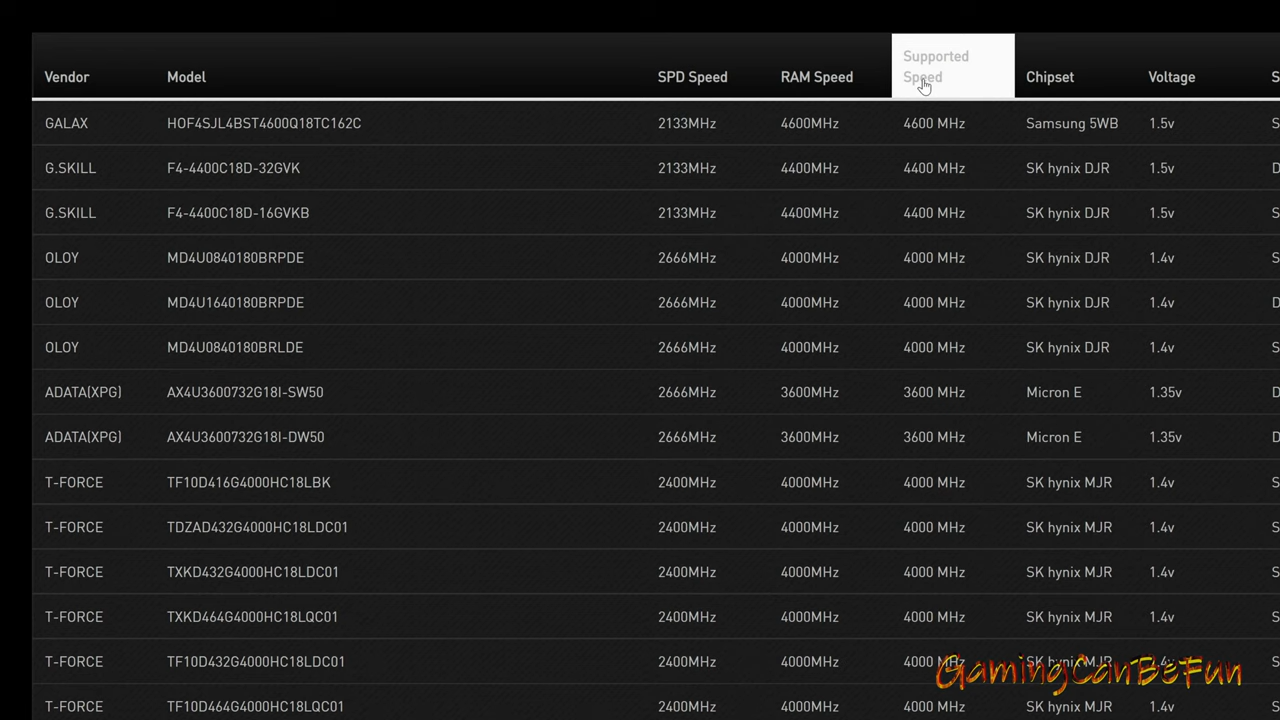 Vendor Model SPD Speed RAM Speed Supported Speed Chipset Voltage S
GALAX HOF4SJL4BST4600Q18TC162C 2133MHz 4600MHz 4600 MHz Samsung 5WB 1.5v S
G.SKILL F4-4400C18D-32GVK 2133MHz 4400MHz 4400 MHz SK hynix DJR 1.5v D
G.SKILL F4-4400C18D-16GVKB 2133MHz 4400MHz 4400 MHz SK hynix DJR 1.5v D
OLOY MD4U0840180BRPDE 2666MHz 4000MHz 4000 MHz SK hynix DJR 1.4v S
OLOY MD4U1640180BRPDE 2666MHz 4000MHz 4000 MHz SK hynix DJR 1.4v S
OLOY MD4U0840180BRLDE 2666MHz 4000MHz 4000 MHz SK hynix DJR 1.4v S
ADATA(XPG) AX4U3600732G18I-SW50 2666MHz 3600MHz 3600 MHz Micron E 1.35v D
ADATA(XPG) AX4U3600732G18I-DW50 2666MHz 3600MHz 3600 MHz Micron E 1.35v D
T-FORCE TF10D416G4000HC18LBK 2400MHz 4000MHz 4000 MHz SK hynix MJR 1.4v S
T-FORCE TDZAD432G4000HC18LDC01 2400MHz 4000MHz 4000 MHz SK hynix MJR 1.4v S
T-FORCE TXKD432G4000HC18LDC01 2400MHz 4000MHz 4000 MHz SK hynix MJR 1.4v S
T-FORCE TXKD464G4000HC18LQC01 2400MHz 4000MHz 4000 MHz SK hynix MJR 1.4v S
T-FORCE TF10D432G4000HC18LDC01 2400MHz 4000MHz 4000 MHz SK hynix MJR 1.4v S
GamingCanBeFun
T-FORCE TF10D464G4000HC18LQC01 2400MHz 4000MHz 4000 MHz SK hynix MJR 1.4v S